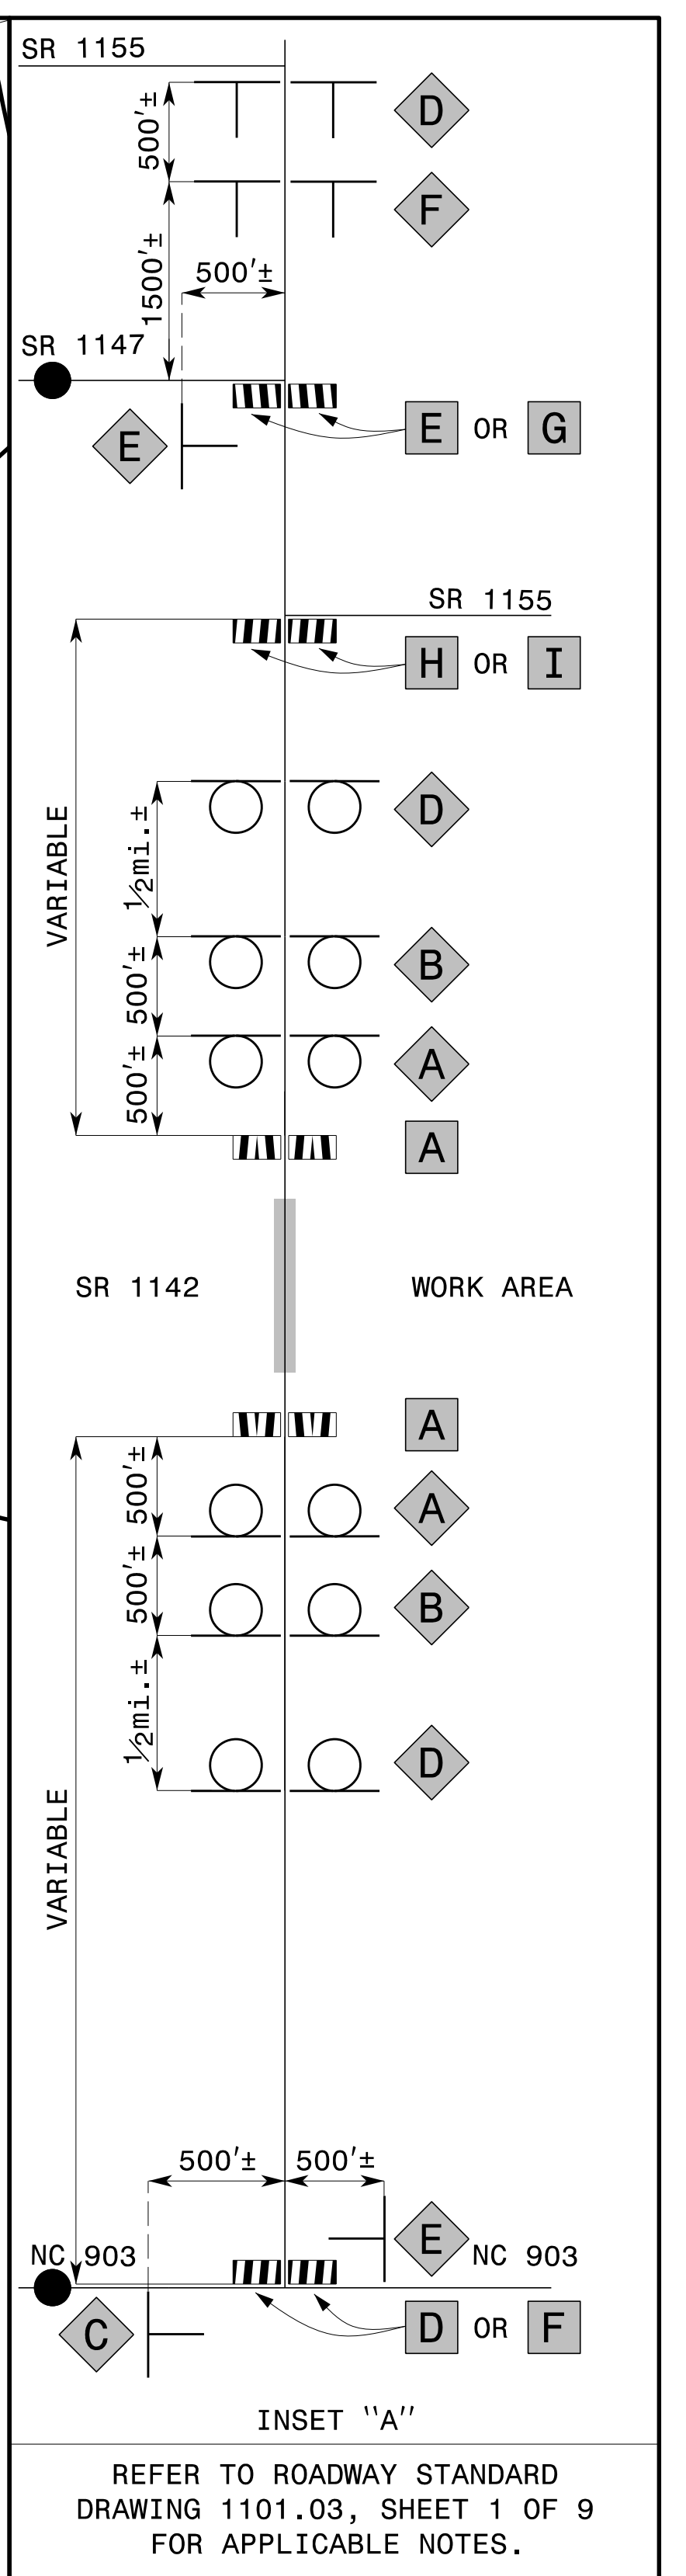 SR 1155
500'±
D
1500'±
F
500'±
SR 1147
E OR G
E
SR 1155
H OR I
VARIABLE
½mi.±
D
500'±
B
500'±
A
A
SR 1142 WORK AREA
A
500'±
A
500'±
B
½mi.±
D
VARIABLE
500'± 500'±
E
NC 903 NC 903
C
D OR F
INSET "A"
REFER TO ROADWAY STANDARD
DRAWING 1101.03, SHEET 1 OF 9
FOR APPLICABLE NOTES.